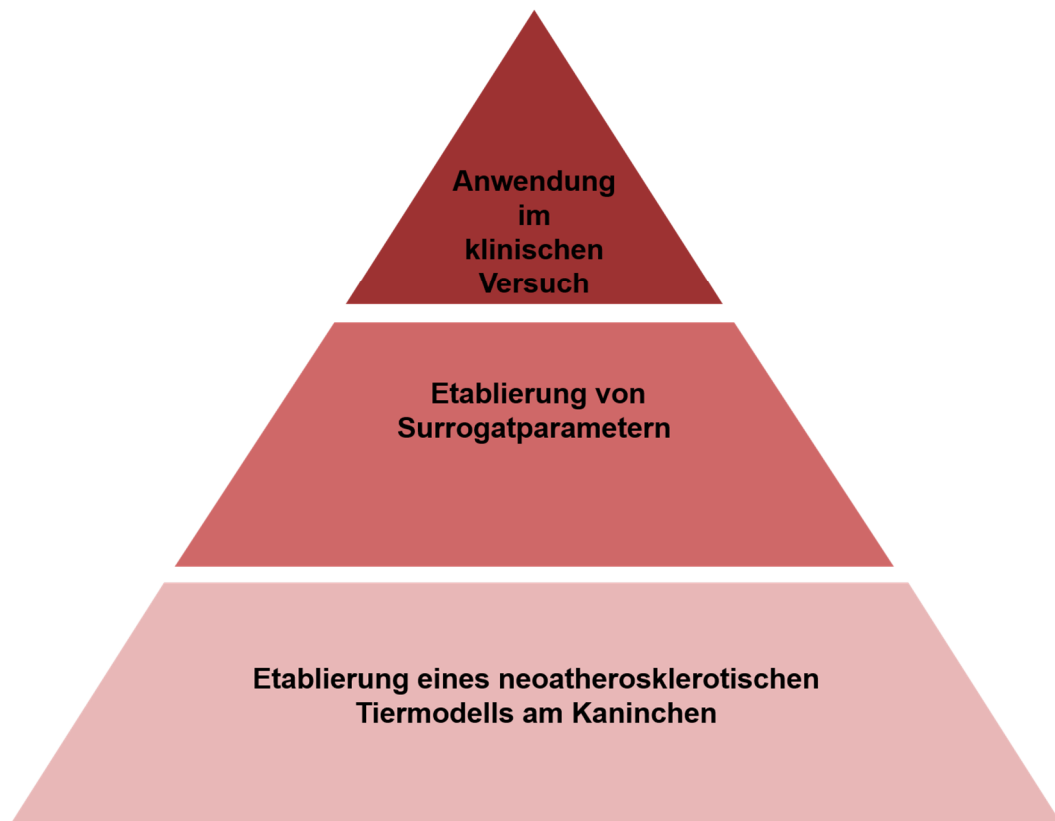 Anwendung
im
klinischen
Versuch
Etablierung von
Surrogatparametern
Etablierung eines neoatherosklerotischen
Tiermodells am Kaninchen